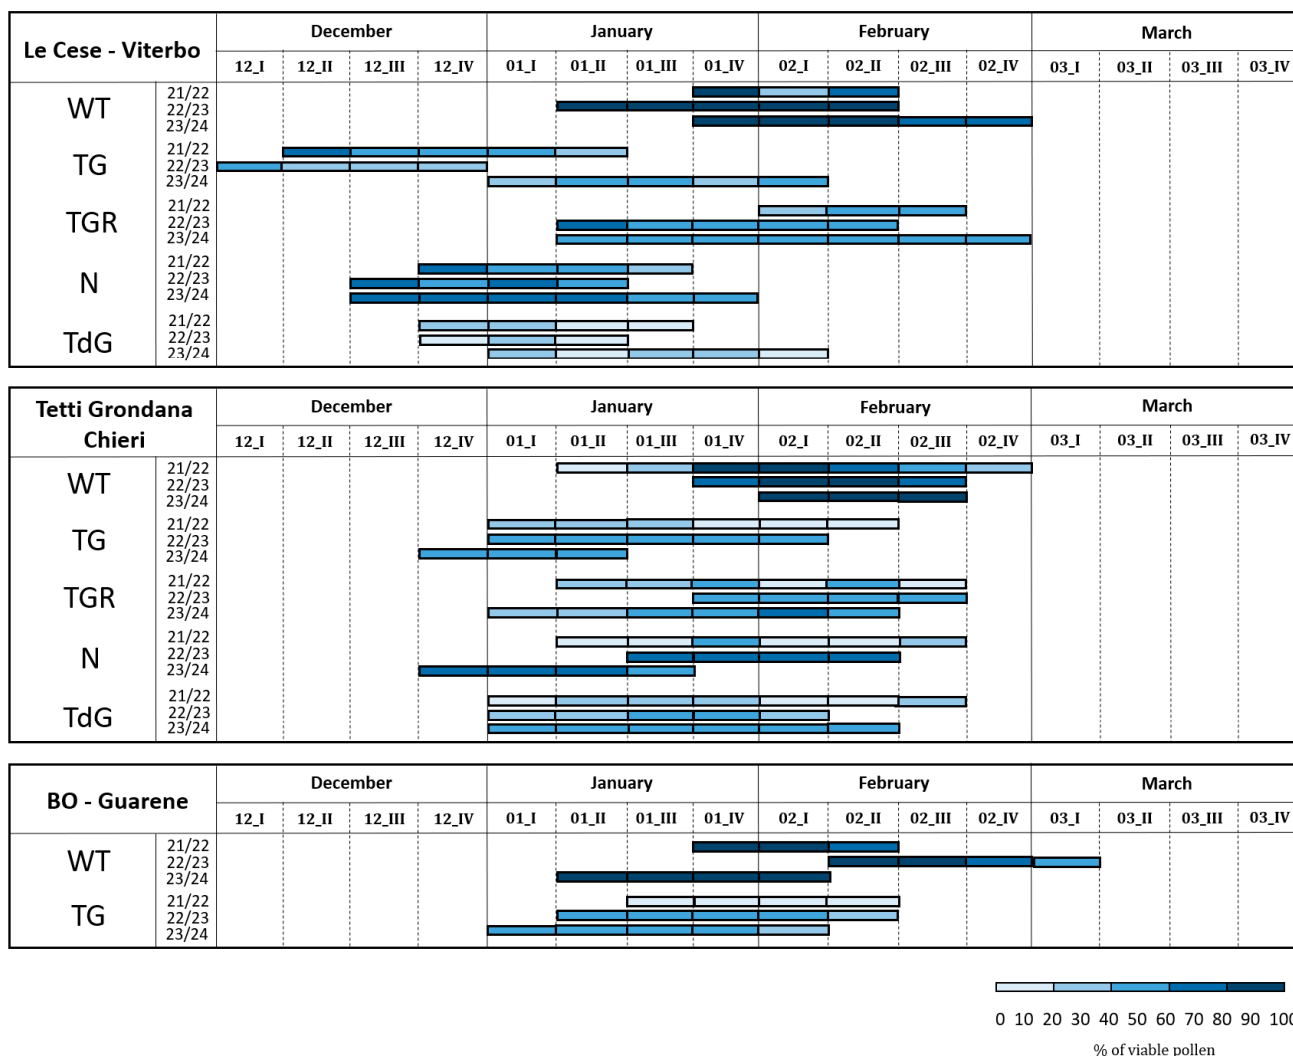 Le Cese - Viterbo
December January February March
12_I 12_II 12_III 12_IV 01_I 01_II 01_III 01_IV 02_I 02_II 02_III 02_IV 03_I 03_II 03_III 03_IV
WT
21/22
22/23
23/24
TG
21/22
22/23
23/24
TGR
21/22
22/23
23/24
N
21/22
22/23
23/24
TdG
21/22
22/23
23/24
Tetti Grondana
Chieri
December January February March
12_I 12_II 12_III 12_IV 01_I 01_II 01_III 01_IV 02_I 02_II 02_III 02_IV 03_I 03_II 03_III 03_IV
WT
21/22
22/23
23/24
TG
21/22
22/23
23/24
TGR
21/22
22/23
23/24
N
21/22
22/23
23/24
TdG
21/22
22/23
23/24
BO - Guarene
December January February March
12_I 12_II 12_III 12_IV 01_I 01_II 01_III 01_IV 02_I 02_II 02_III 02_IV 03_I 03_II 03_III 03_IV
WT
21/22
22/23
23/24
TG
21/22
22/23
23/24
0 10 20 30 40 50 60 70 80 90 100
% of viable pollen